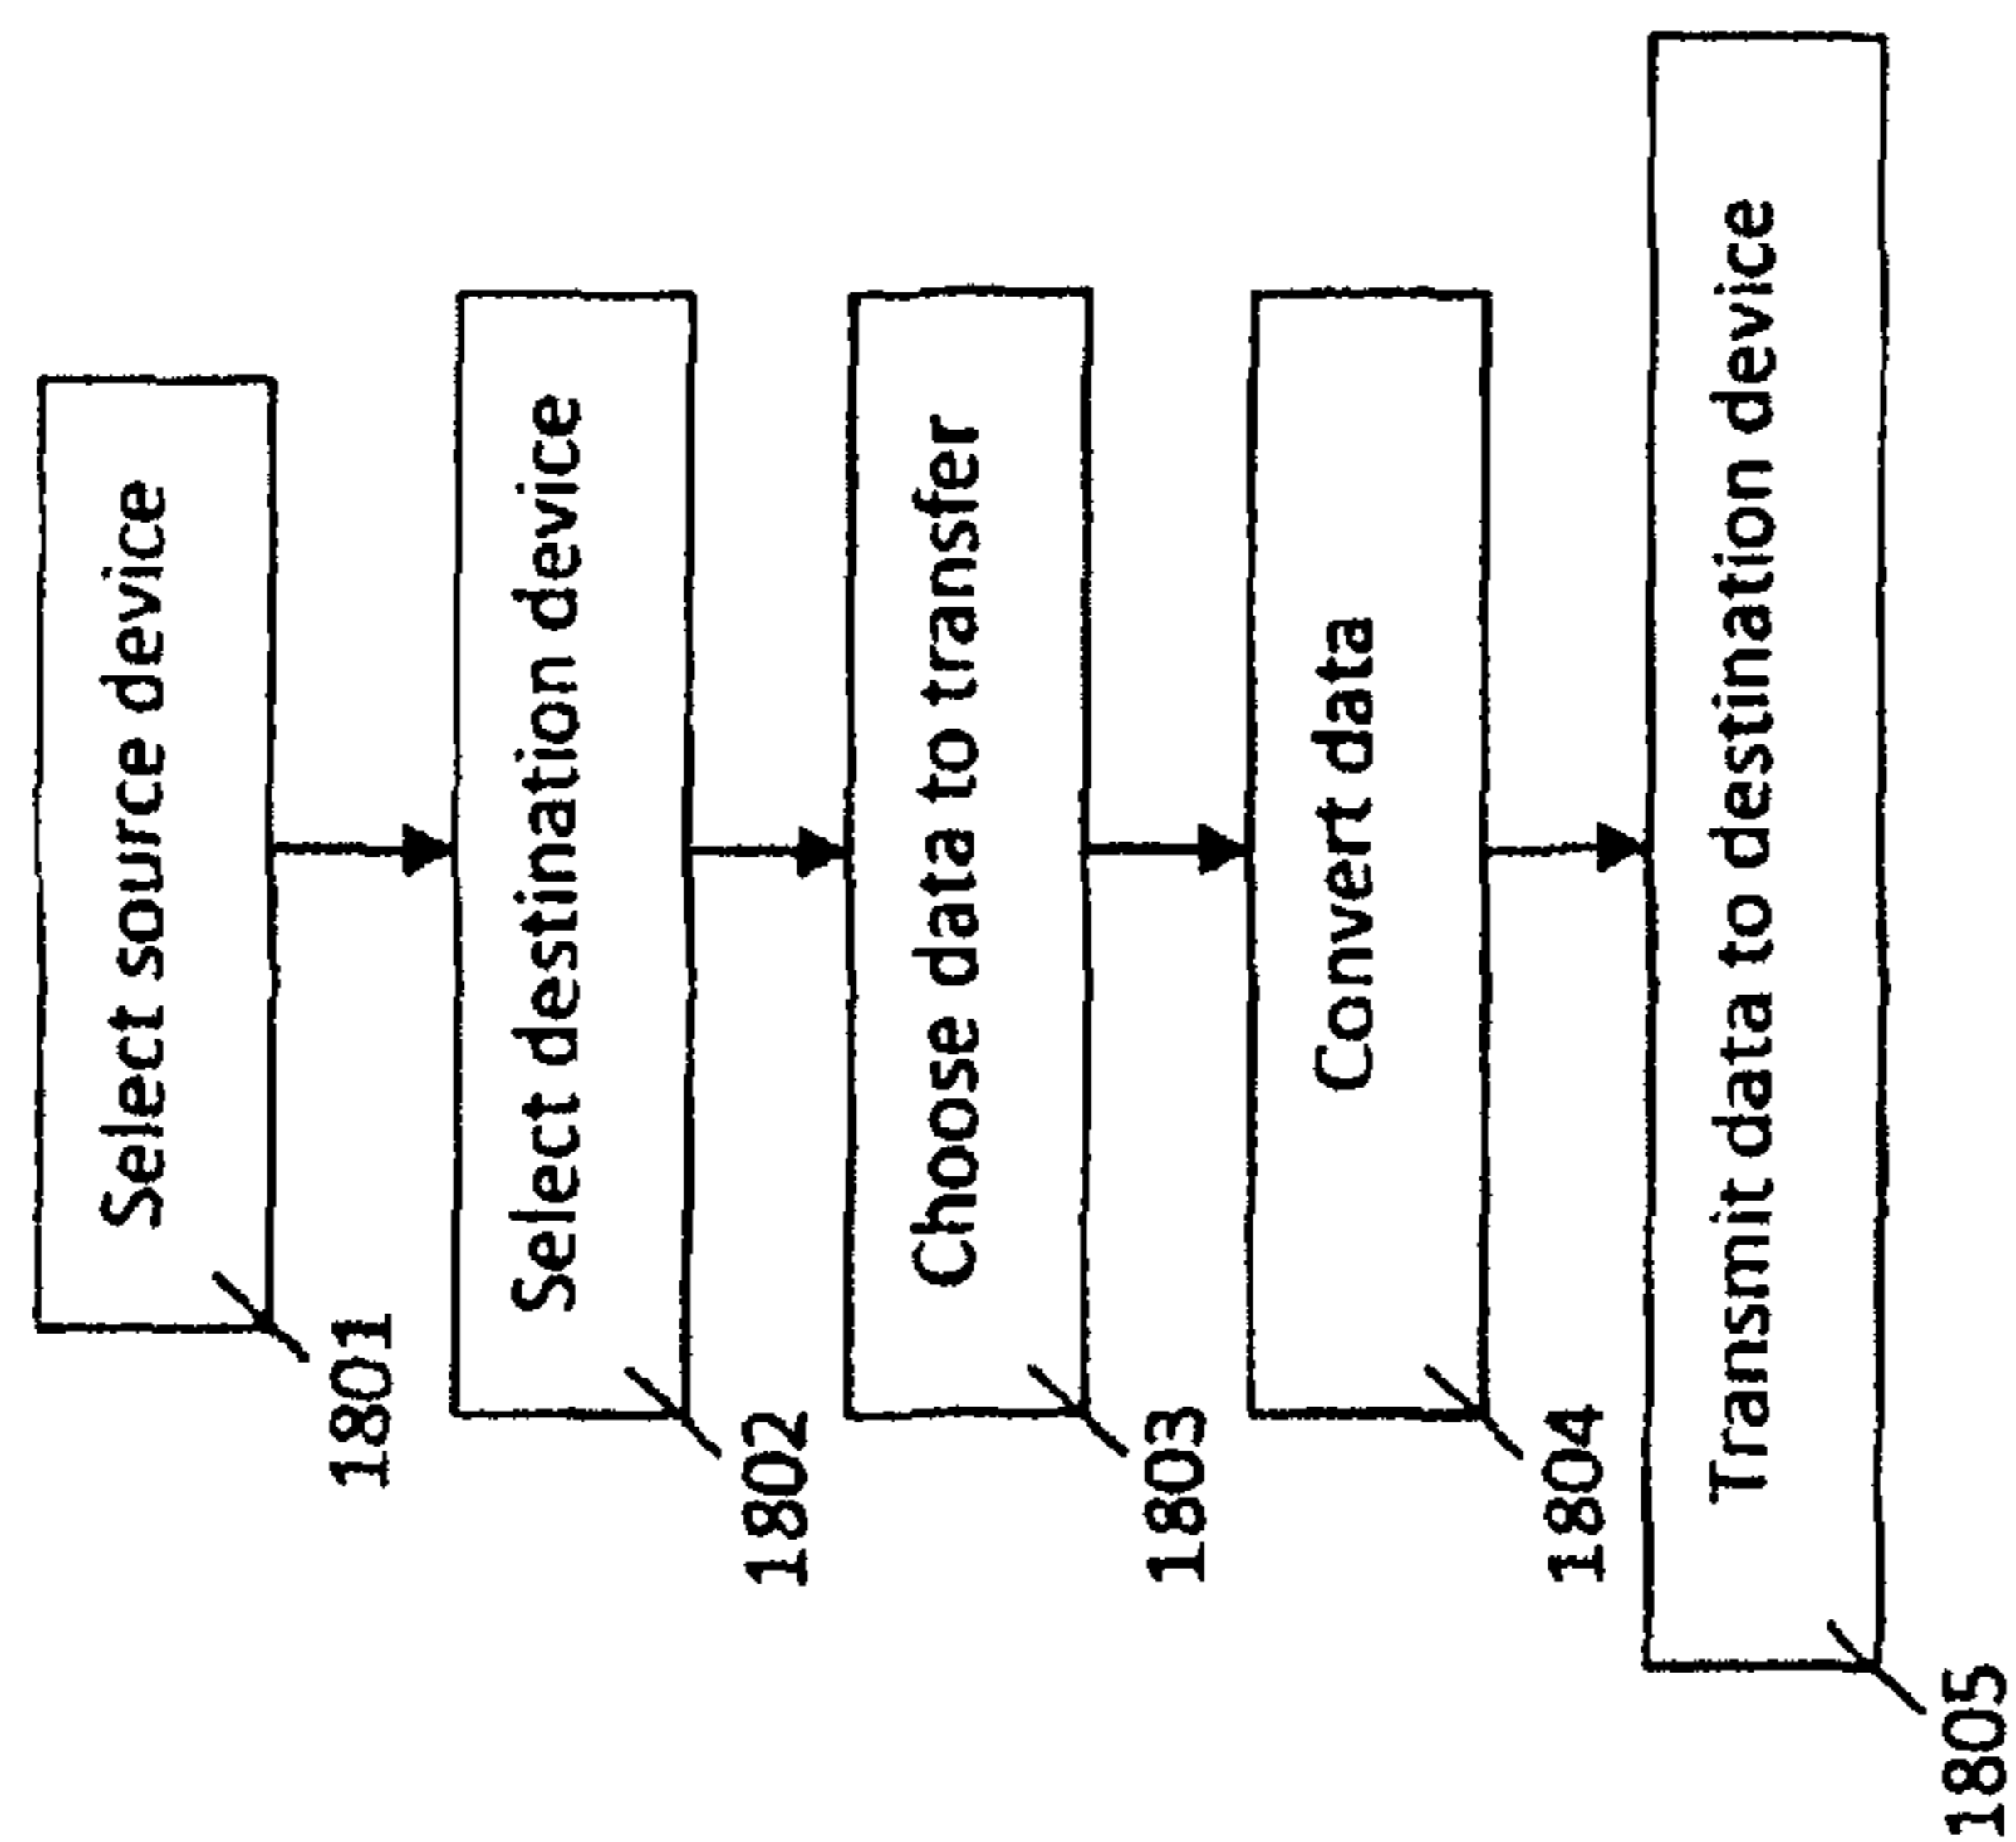 Select source device
1801
Select destination device
1802
Choose data to transfer
1803
Convert data
1804
Transmit data to destination device
1805